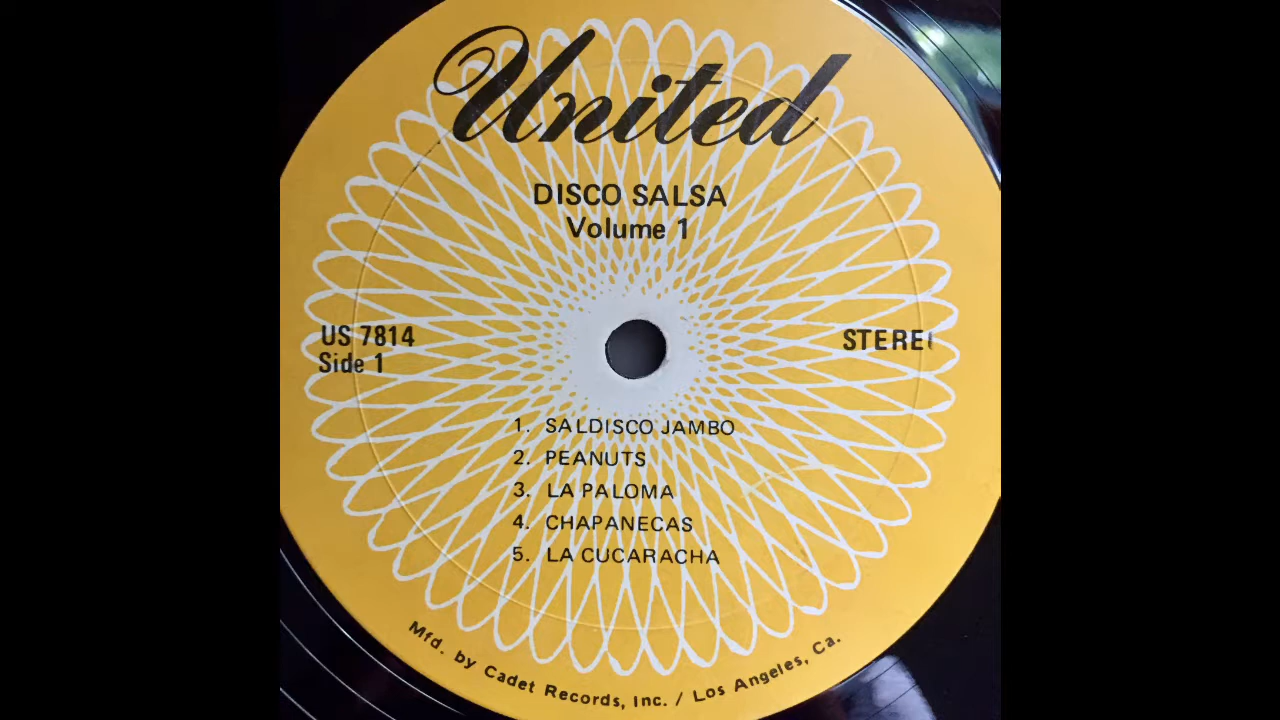 United
DISCO SALSA
Volume 1
US 7814
Side 1
STERE
1. SALDISCO JAMBO
2. PEANUTS
3. LA PALOMA
4. CHAPANECAS
5. LA CUCARACHA
Mfd. by Cadet Records, Inc. / Los Angeles, Ca.